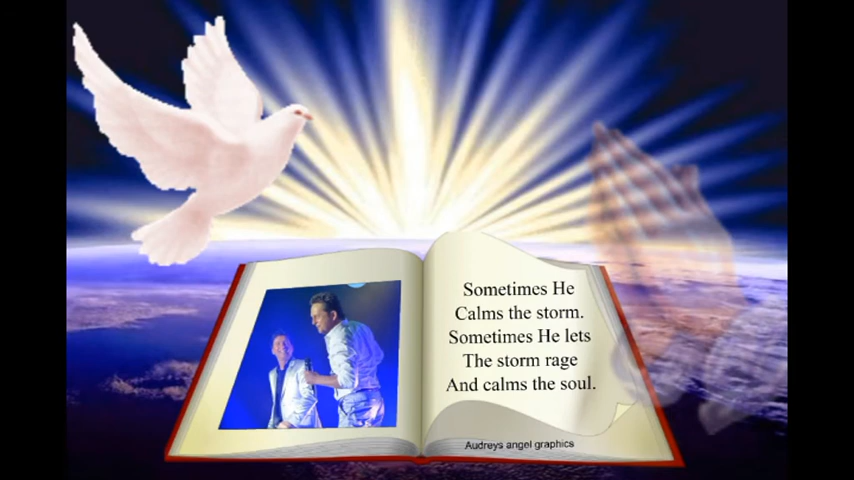 Sometimes He
Calms the storm.
Sometimes He lets
The storm rage
And calms the soul.
Audreys angel graphics